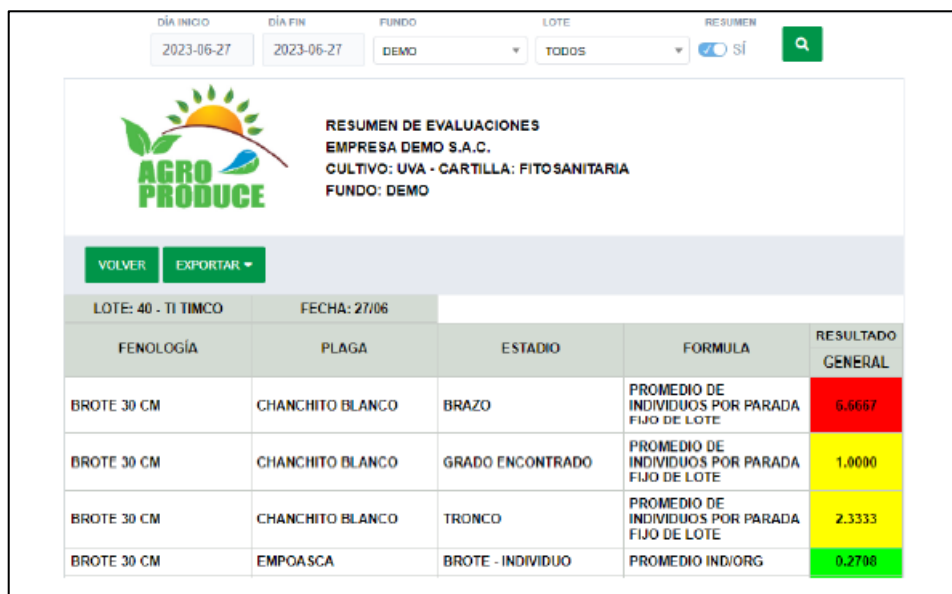 DÍA INICIO DÍA FIN FUNDO LOTE RESUMEN
2023-06-27 2023-06-27 DEMO TODOS SÍ
AGRO
PRODUCE
RESUMEN DE EVALUACIONES
EMPRESA DEMO S.A.C.
CULTIVO: UVA - CARTILLA: FITOSANITARIA
FUNDO: DEMO
VOLVER EXPORTAR
LOTE: 40 - TI TIMCO FECHA: 27/06
FENOLOGÍA PLAGA ESTADIO FORMULA RESULTADO
GENERAL
BROTE 30 CM CHANCHITO BLANCO BRAZO PROMEDIO DE
INDIVIDUOS POR PARADA
FIJO DE LOTE
6.6667
BROTE 30 CM CHANCHITO BLANCO GRADO ENCONTRADO PROMEDIO DE
INDIVIDUOS POR PARADA
FIJO DE LOTE
1.0000
BROTE 30 CM CHANCHITO BLANCO TRONCO PROMEDIO DE
INDIVIDUOS POR PARADA
FIJO DE LOTE
2.3333
BROTE 30 CM EMPOASCA BROTE - INDIVIDUO PROMEDIO IND/ORG 0.2708